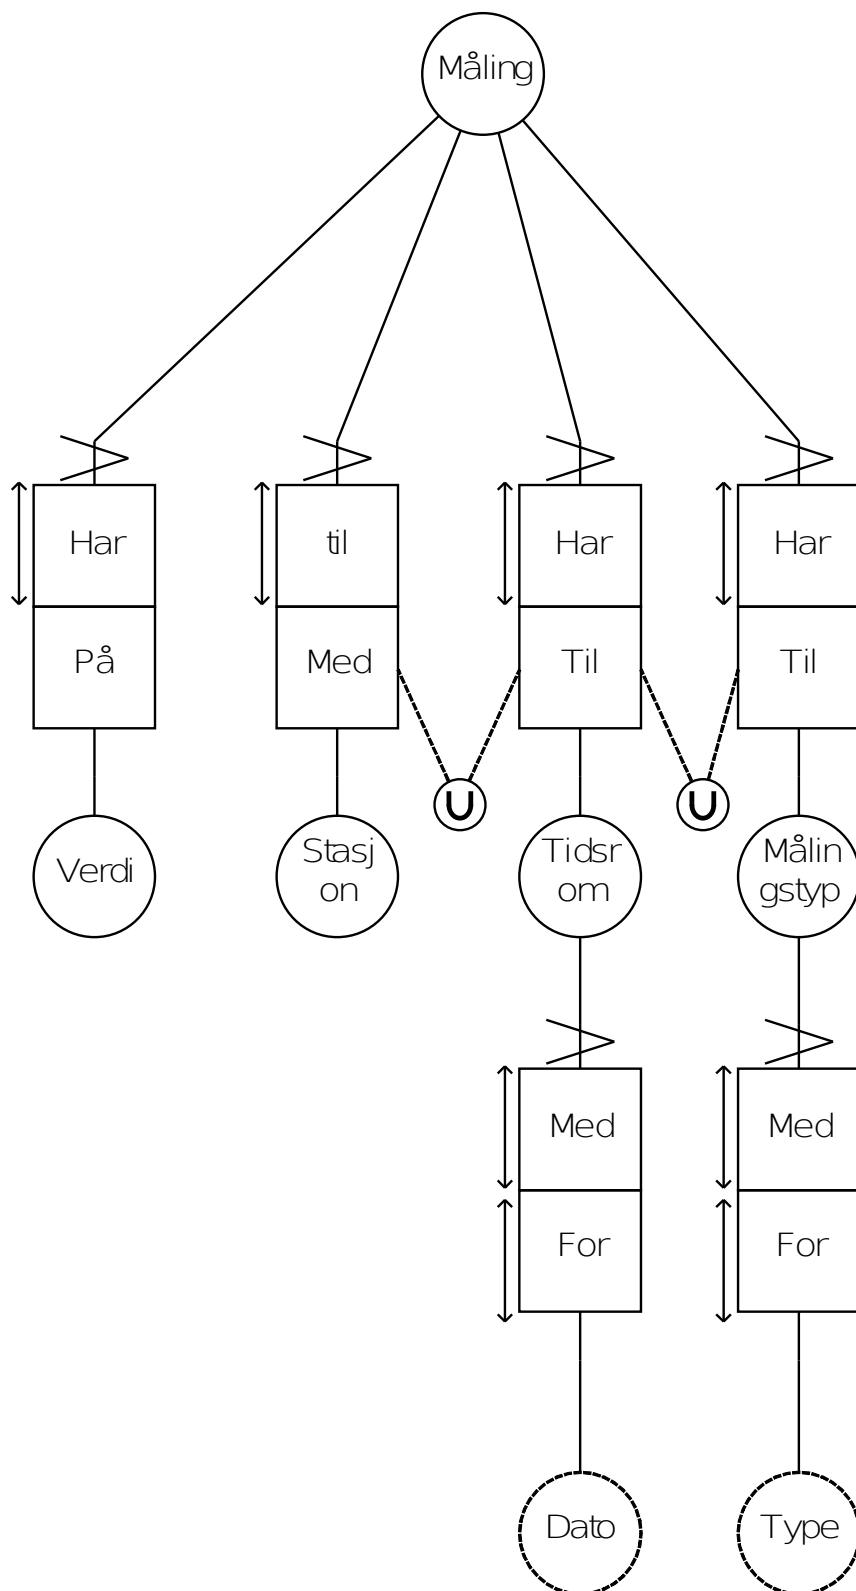 Måling
Har
til
Har
Har
På
Med
Til
Til
U
U
Verdi
Stasj
on
Tidsr
om
Målin
gstyp
Med
Med
For
For
Dato
Type